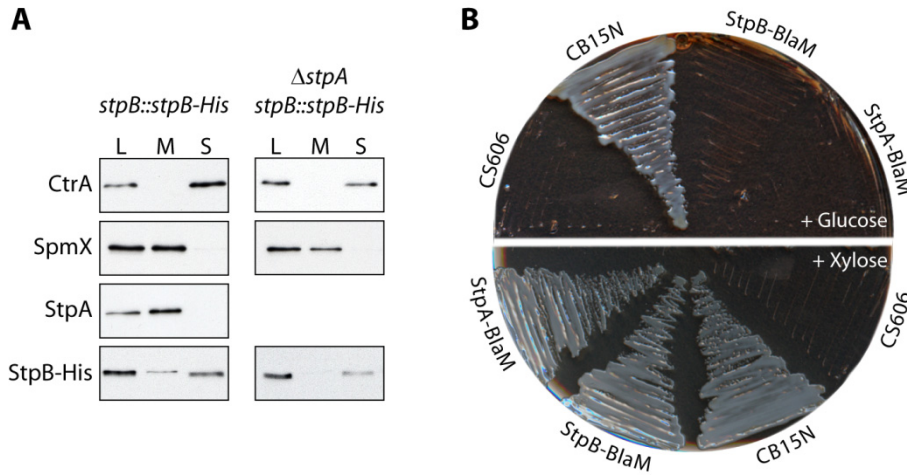 A
stpB::stpB-His
ΔstpA
stpB::stpB-His
L M S
L M S
CtrA
SpmX
StpA
StpB-His
B
CB15N
StpB-BlaM
CS606
StpA-BlaM
+ Glucose
+ Xylose
StpA-BlaM
CS606
StpB-BlaM
CB15N